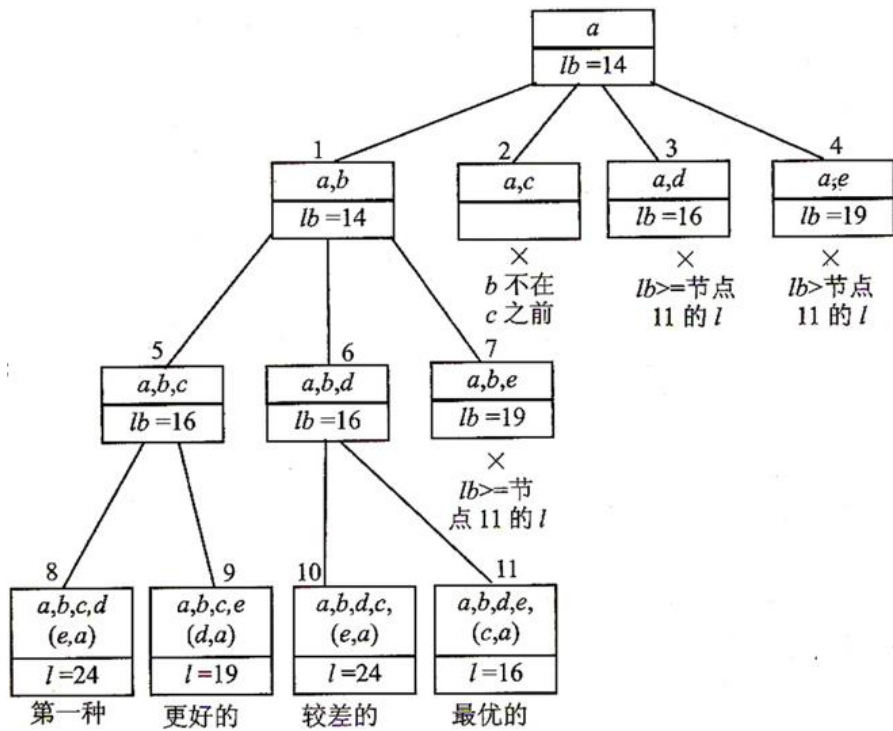 a
lb =14
1
2
3
4
a,b
a,c
a,d
a,e
lb =14
lb =16
lb =19
×
×
×
b 不在
c 之前
lb>=节点
11 的 l
lb>节点
11 的 l
5
6
7
a,b,c
a,b,d
a,b,e
lb =16
lb =16
lb =19
×
lb>=节
点 11 的 l
8
9
10
11
a,b,c,d
(e,a)
a,b,c,e
(d,a)
a,b,d,c,
(e,a)
a,b,d,e,
(c,a)
l =24
l =19
l =24
l =16
第一种
更好的
较差的
最优的